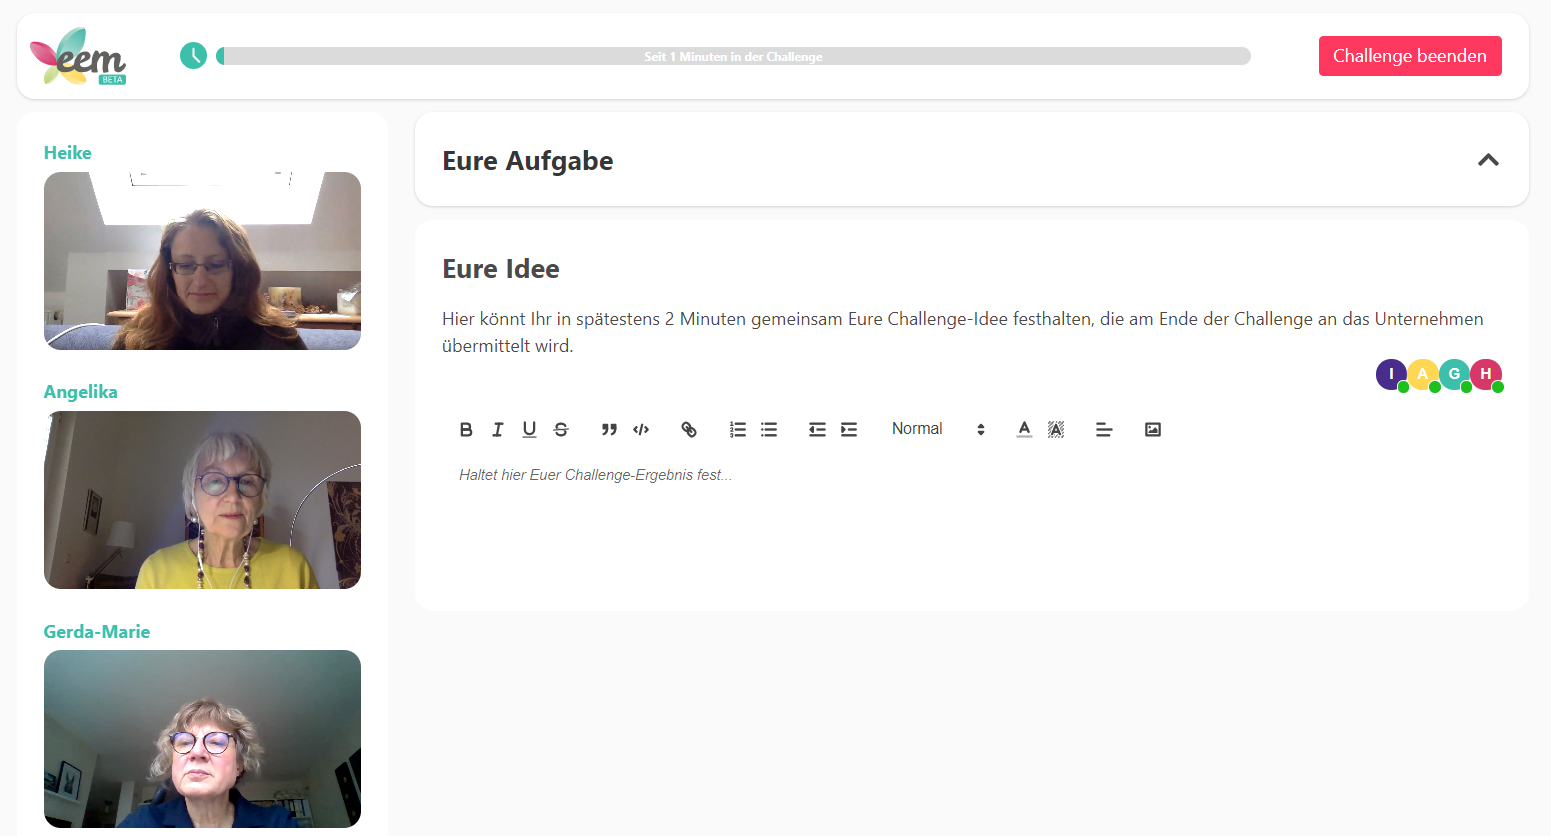 eem
BETA
Seit 1 Minuten in der Challenge
Challenge beenden
Heike
Angelika
Gerda-Marie
Eure Aufgabe
Eure Idee
Hier könnt Ihr in spätestens 2 Minuten gemeinsam Eure Challenge-Idee festhalten, die am Ende der Challenge an das Unternehmen
übermittelt wird.
I A G H
Normal
Haltet hier Euer Challenge-Ergebnis fest...